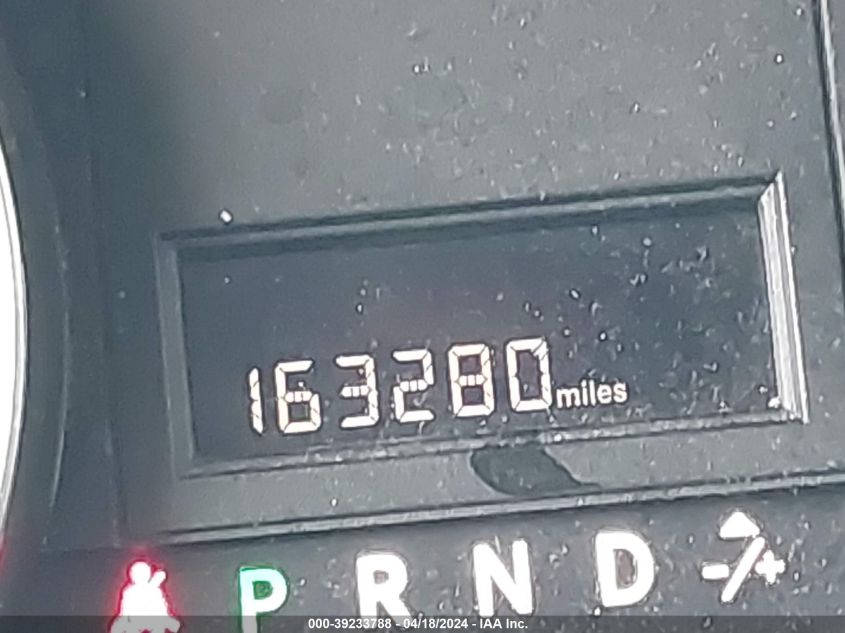 163280 miles
P R N D -/+
000-39233788 - 04/18/2024 - IAA Inc.